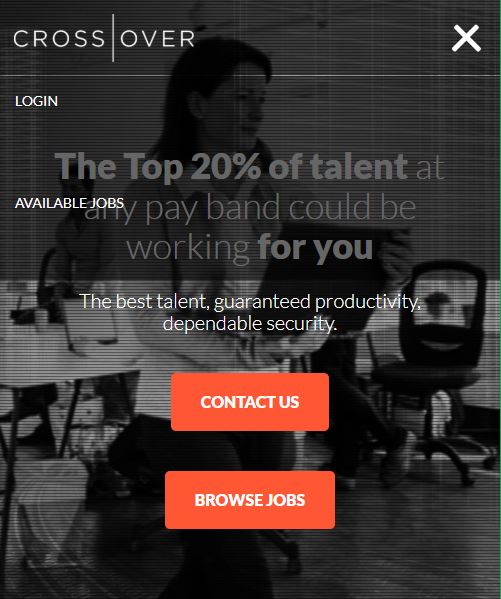 CROSS|OVER
LOGIN
The Top 20% of talent at
AVAILABLE JOBS
any pay band could be
working for you
The best talent, guaranteed productivity,
dependable security.
CONTACT US
BROWSE JOBS